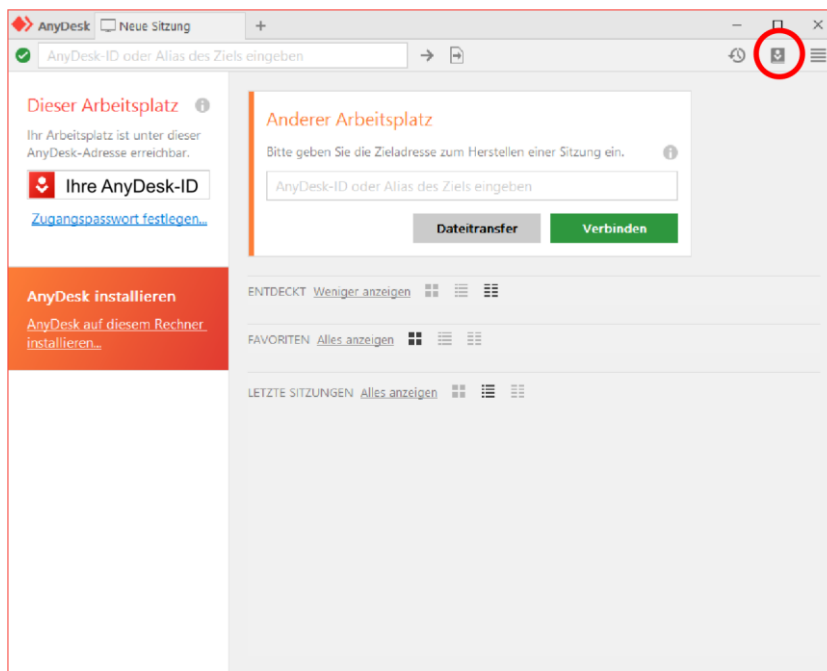 AnyDesk Neue Sitzung
AnyDesk-ID oder Alias des Ziels eingeben
Dieser Arbeitsplatz
Ihr Arbeitsplatz ist unter dieser
AnyDesk-Adresse erreichbar.
Ihre AnyDesk-ID
Zugangspasswort festlegen...
AnyDesk installieren
AnyDesk auf diesem Rechner
installieren...
Anderer Arbeitsplatz
Bitte geben Sie die Zieladresse zum Herstellen einer Sitzung ein.
AnyDesk-ID oder Alias des Ziels eingeben
Dateitransfer Verbinden
ENTDECKT Weniger anzeigen
FAVORITEN Alles anzeigen
LETZTE SITZUNGEN Alles anzeigen